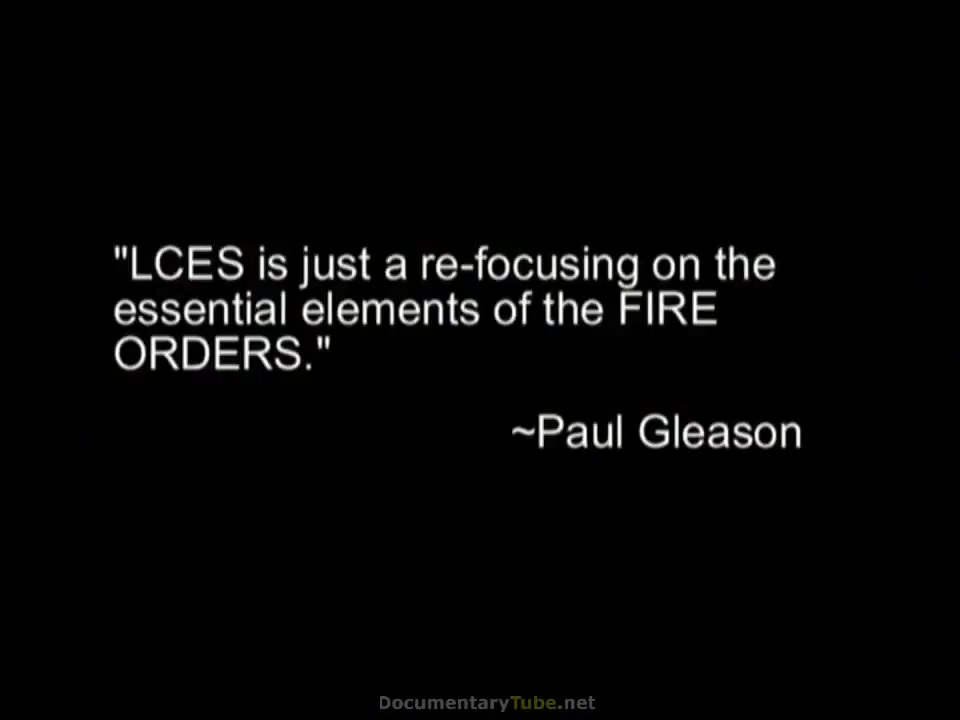 "LCES is just a re-focusing on the
essential elements of the FIRE
ORDERS."
~Paul Gleason
DocumentaryTube.net